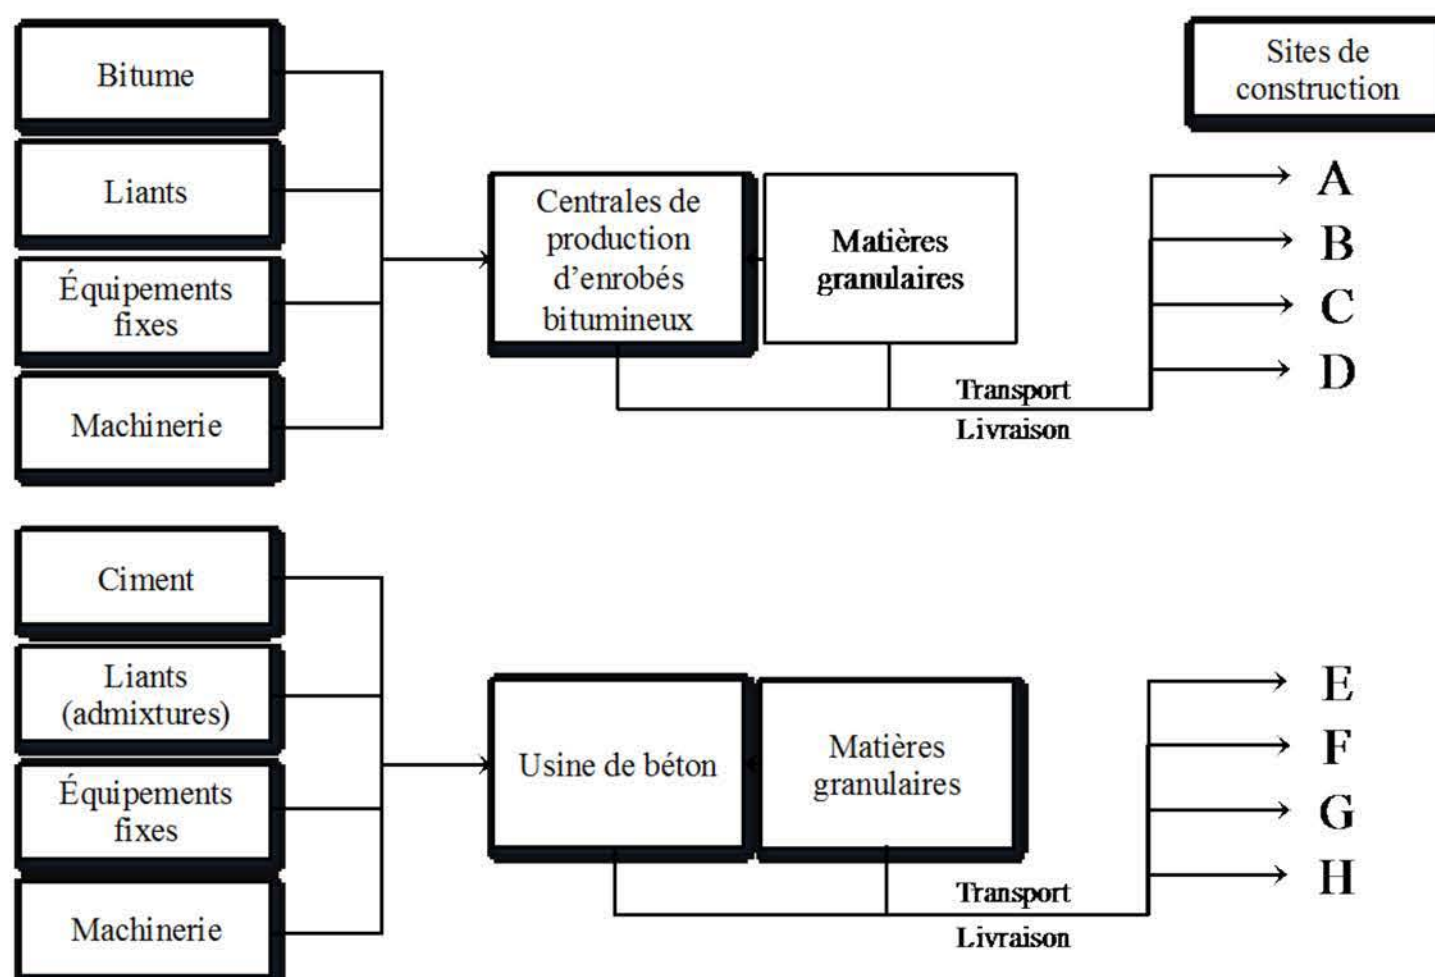 Bitume
Liants
Équipements
fixes
Machinerie
Centrales de
production
d'enrobés
bitumineux
Matières
granulaires
Transport
Livraison
Sites de
construction
A
B
C
D
Ciment
Liants
(admixtures)
Équipements
fixes
Machinerie
Usine de béton
Matières
granulaires
Transport
Livraison
E
F
G
H